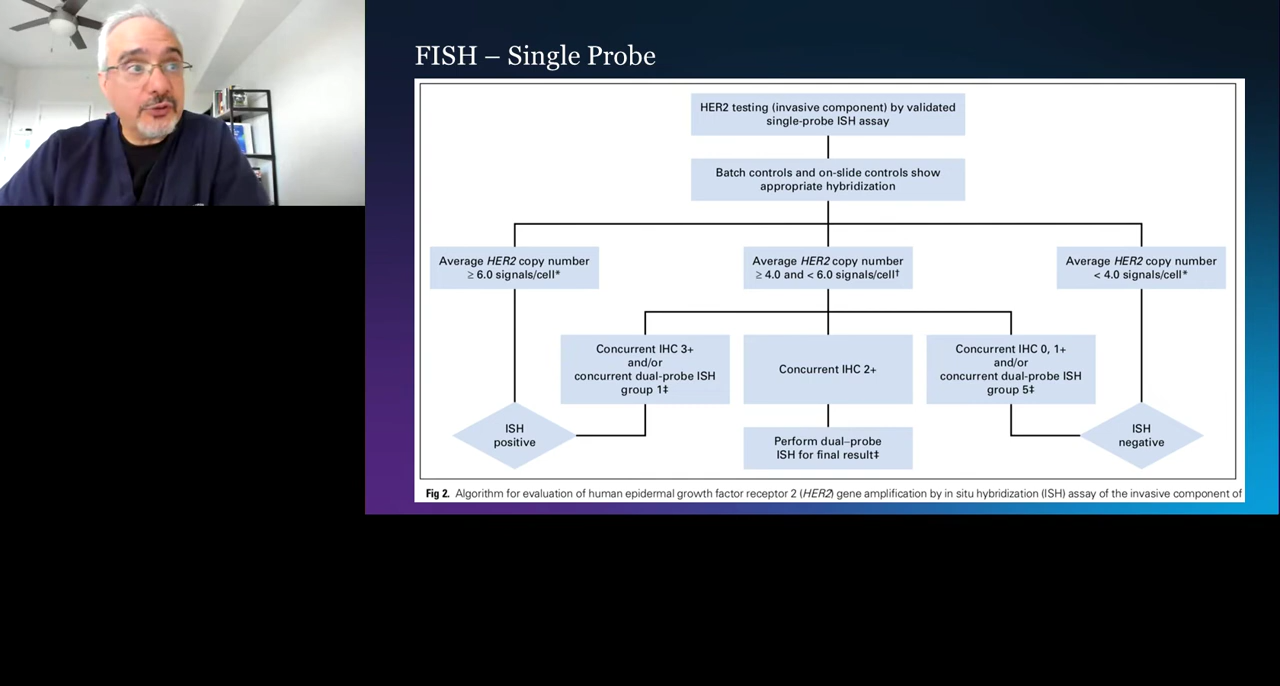 FISH – Single Probe
HER2 testing (invasive component) by validated
single-probe ISH assay
Batch controls and on-slide controls show
appropriate hybridization
Average HER2 copy number
≥ 6.0 signals/cell*
Average HER2 copy number
≥ 4.0 and < 6.0 signals/cell†
Average HER2 copy number
< 4.0 signals/cell*
Concurrent IHC 3+
and/or
concurrent dual-probe ISH
group 1‡
Concurrent IHC 2+
Concurrent IHC 0, 1+
and/or
concurrent dual-probe ISH
group 5‡
ISH
positive
Perform dual–probe
ISH for final result‡
ISH
negative
Fig 2. Algorithm for evaluation of human epidermal growth factor receptor 2 (HER2) gene amplification by in situ hybridization (ISH) assay of the invasive component of